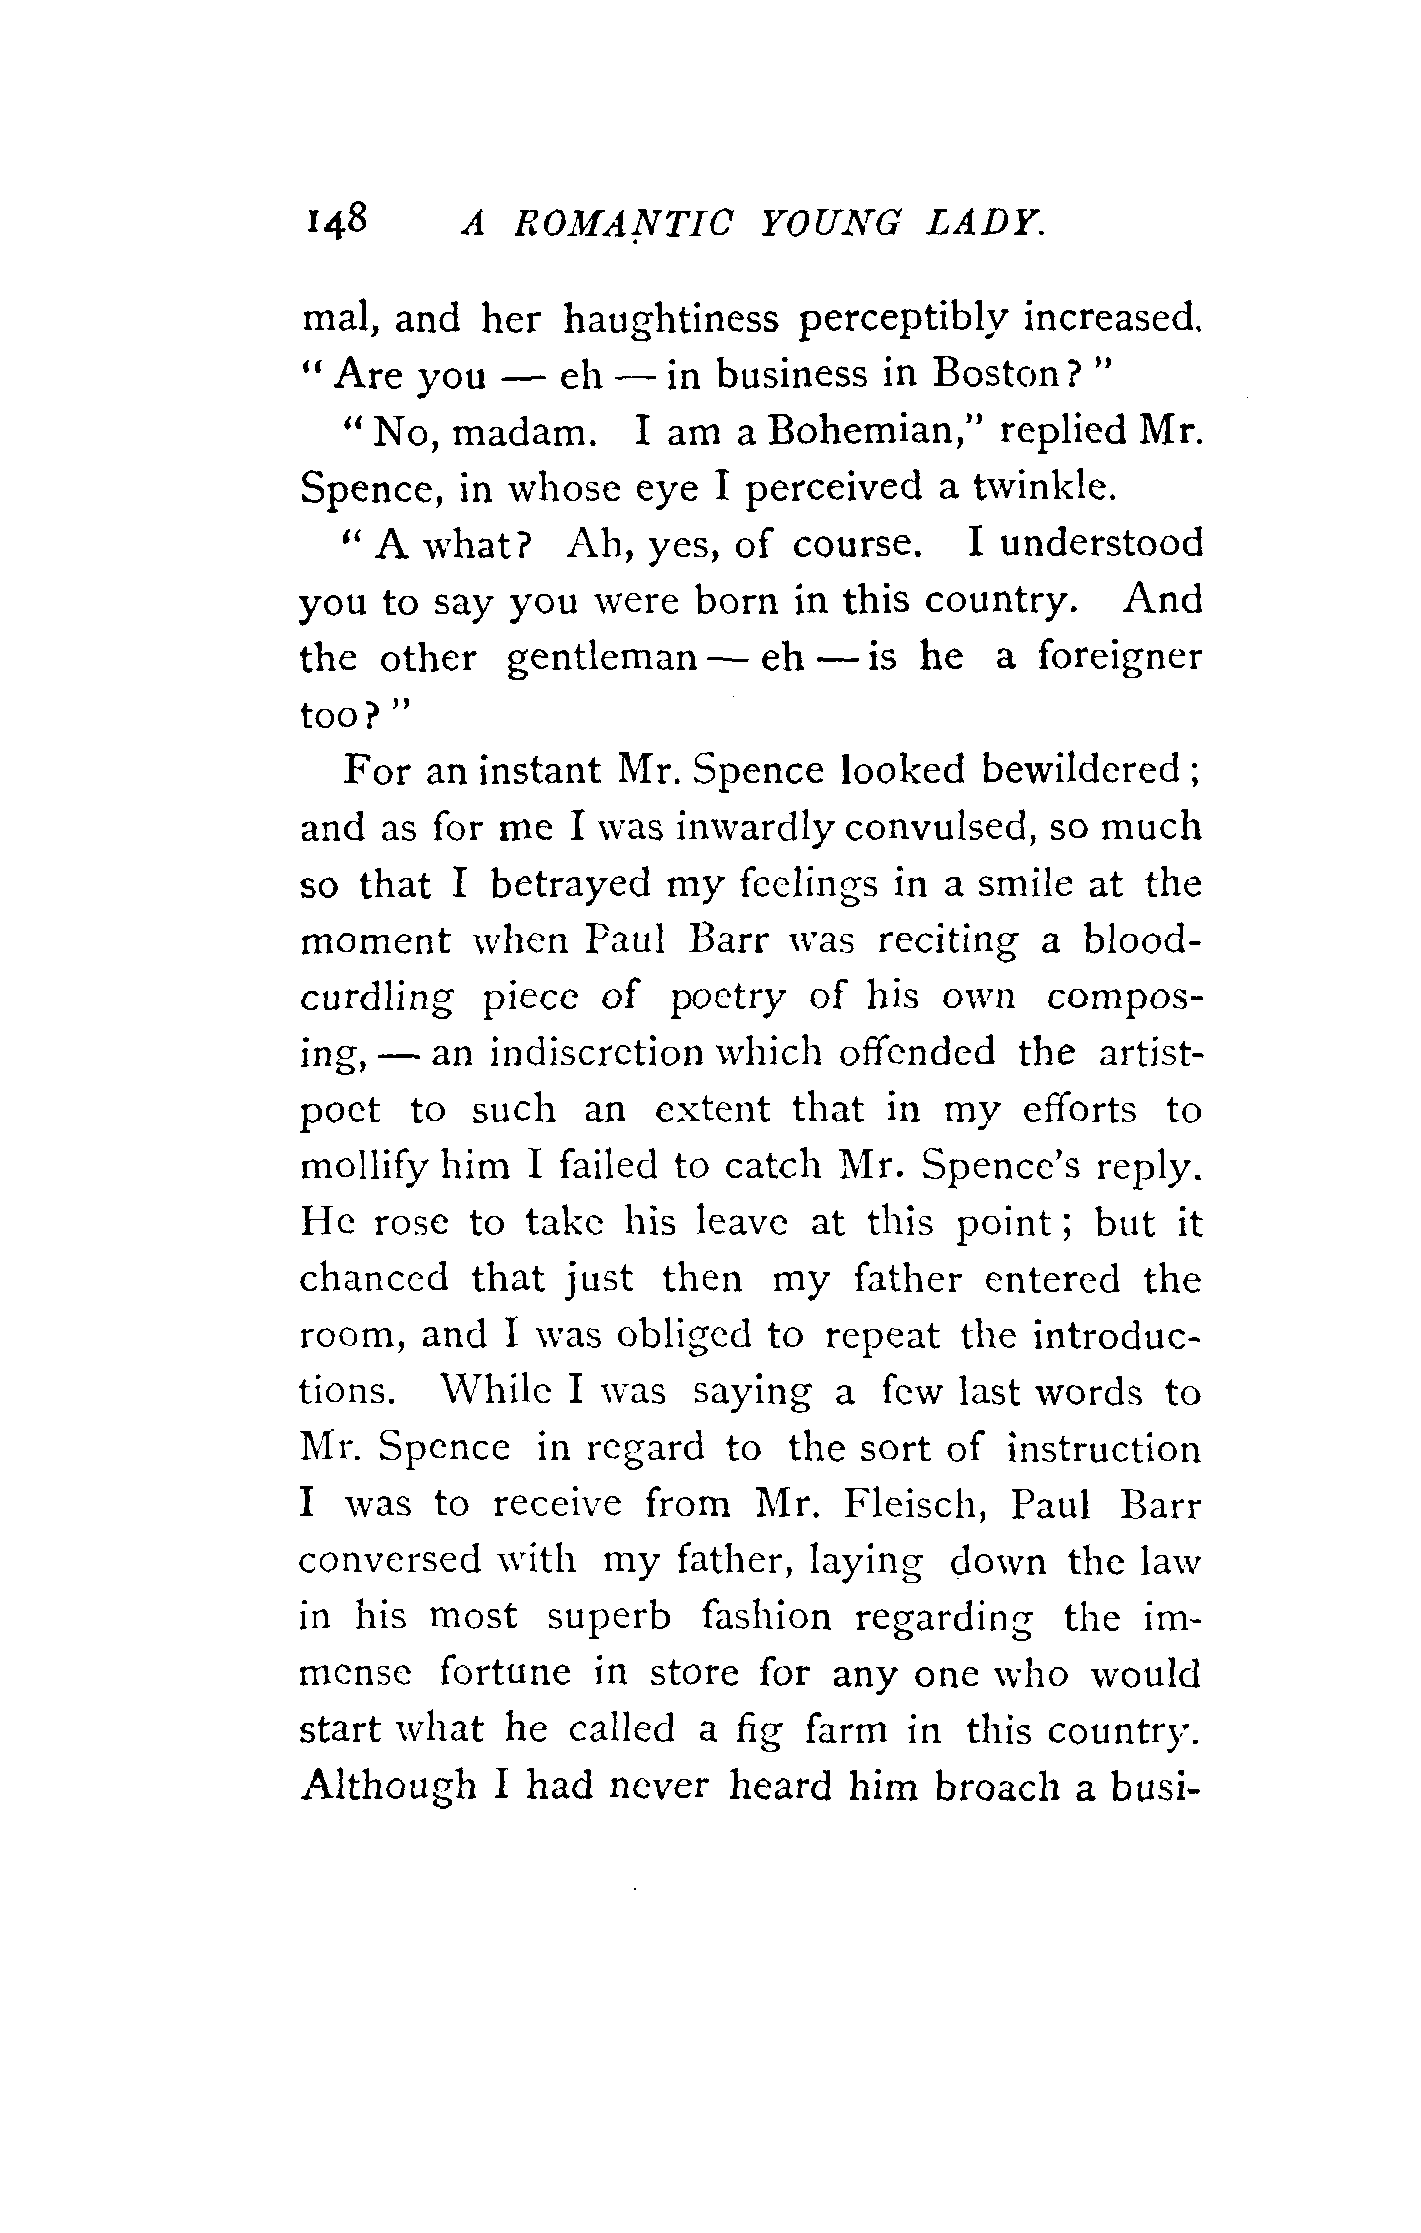 148 A ROMANTIC YOUNG LADY.
mal, and her haughtiness perceptibly increased.
“Are you — eh — in business in Boston?”
“No, madam. I am a Bohemian,” replied Mr.
Spence, in whose eye I perceived a twinkle.
“A what? Ah, yes, of course. I understood
you to say you were born in this country. And
the other gentleman — eh — is he a foreigner
too?”
For an instant Mr. Spence looked bewildered;
and as for me I was inwardly convulsed, so much
so that I betrayed my feelings in a smile at the
moment when Paul Barr was reciting a blood-
curdling piece of poetry of his own compos-
ing, — an indiscretion which offended the artist-
poet to such an extent that in my efforts to
mollify him I failed to catch Mr. Spence's reply.
He rose to take his leave at this point; but it
chanced that just then my father entered the
room, and I was obliged to repeat the introduc-
tions. While I was saying a few last words to
Mr. Spence in regard to the sort of instruction
I was to receive from Mr. Fleisch, Paul Barr
conversed with my father, laying down the law
in his most superb fashion regarding the im-
mense fortune in store for any one who would
start what he called a fig farm in this country.
Although I had never heard him broach a busi-